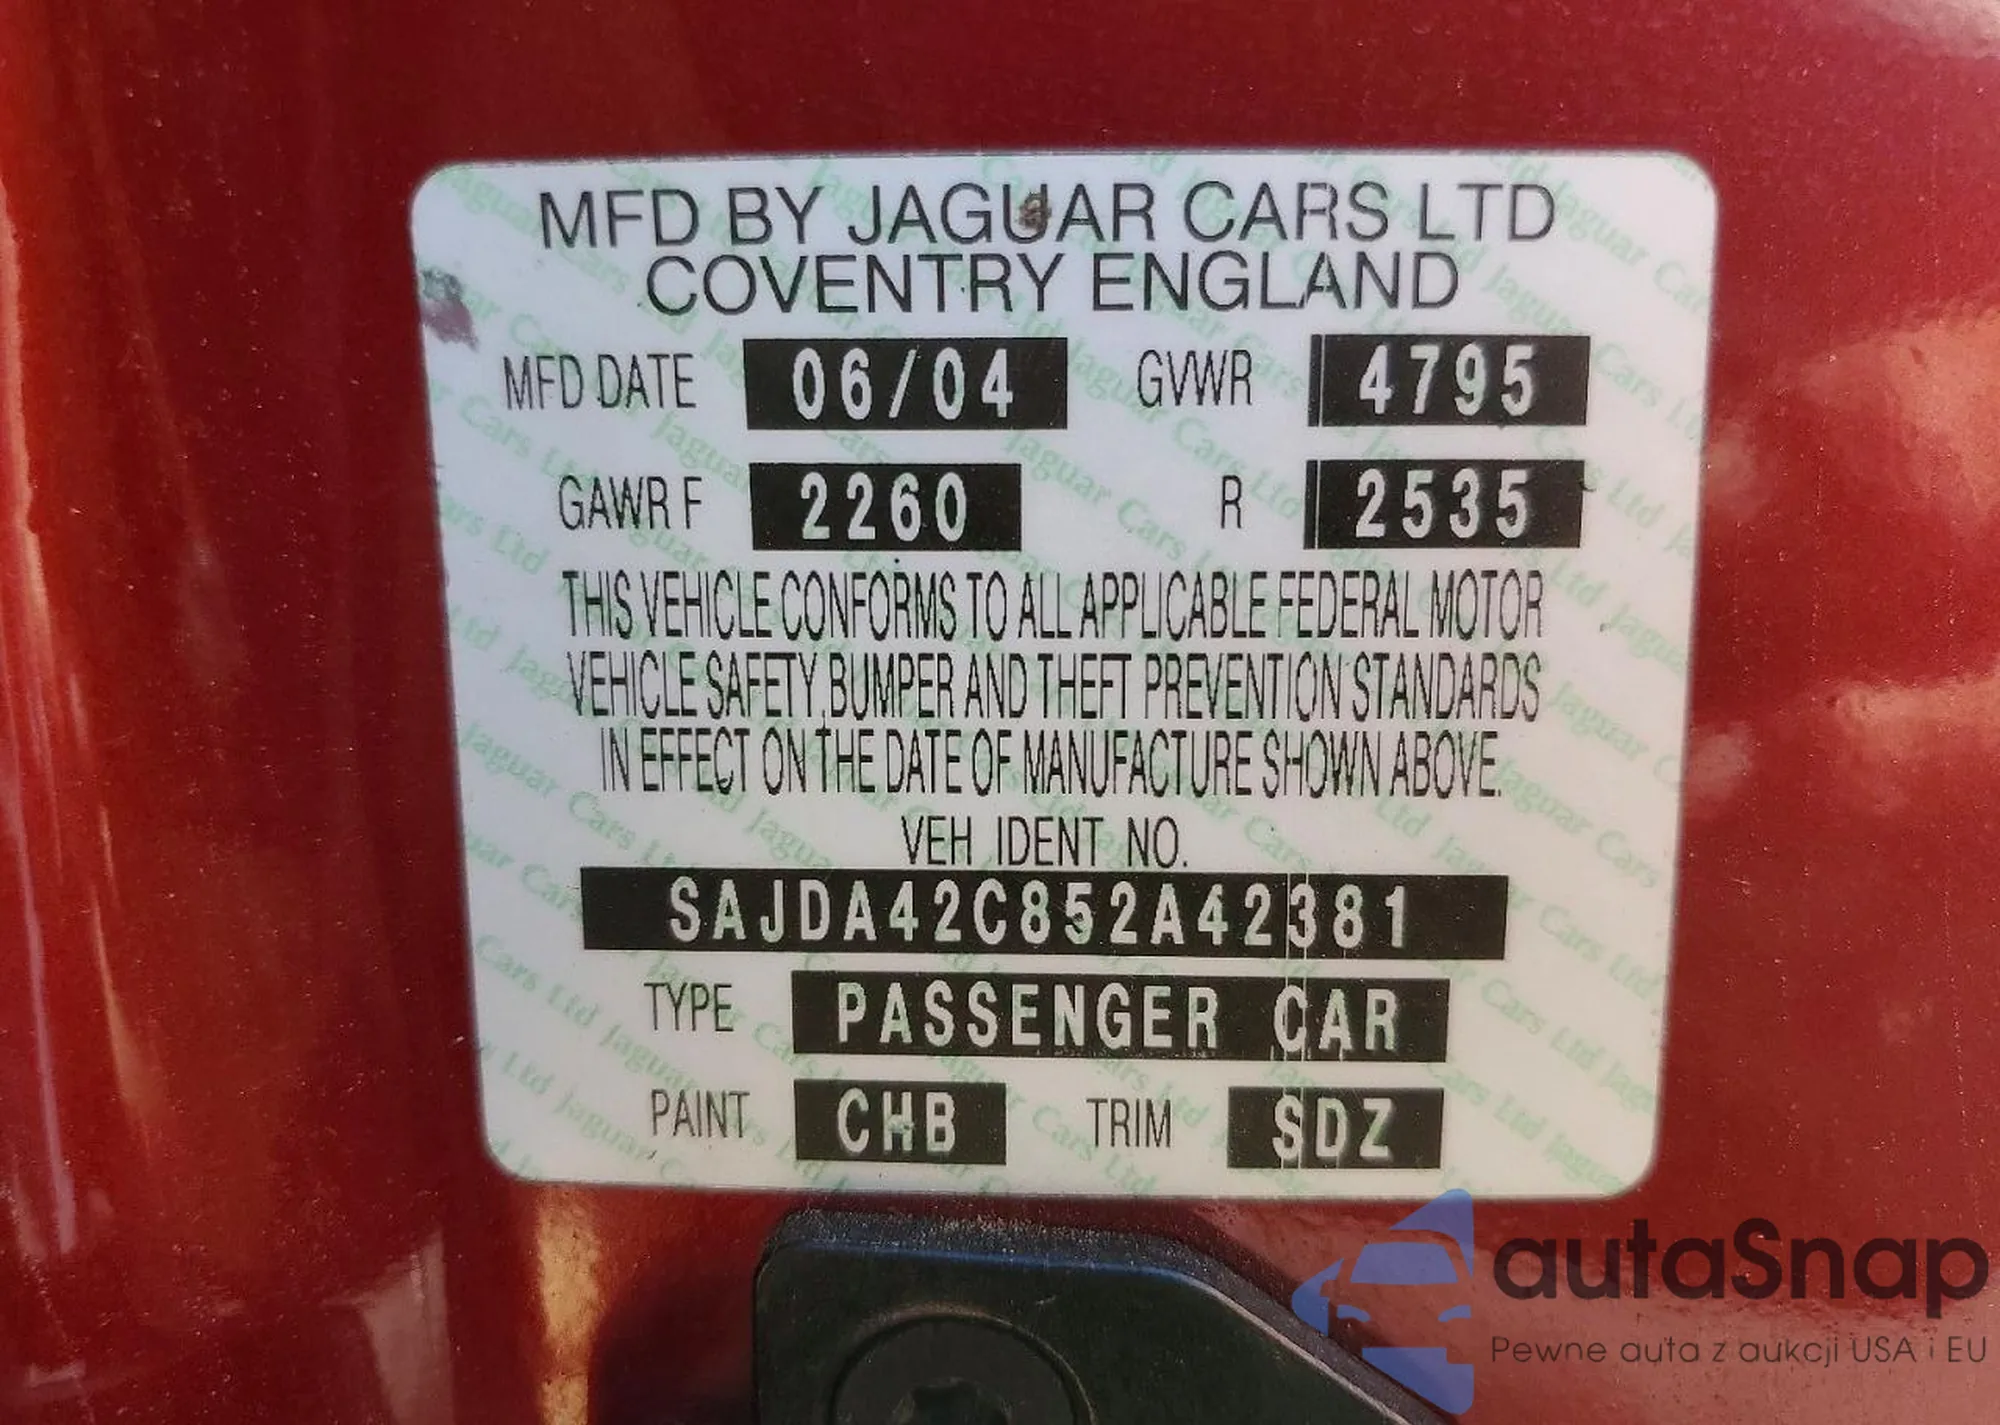 MFD BY JAGUAR CARS LTD
COVENTRY ENGLAND
MFD DATE 06/04 GVWR 4795
GAWR F 2260 R 2535
THIS VEHICLE CONFORMS TO ALL APPLICABLE FEDERAL MOTOR
VEHICLE SAFETY, BUMPER AND THEFT PREVENTION STANDARDS
IN EFFECT ON THE DATE OF MANUFACTURE SHOWN ABOVE.
VEH IDENT NO.
SAJDA42C852A42381
TYPE PASSENGER CAR
PAINT CHB TRIM SDZ
autaSnap
Pewne auta z aukcji USA i EU